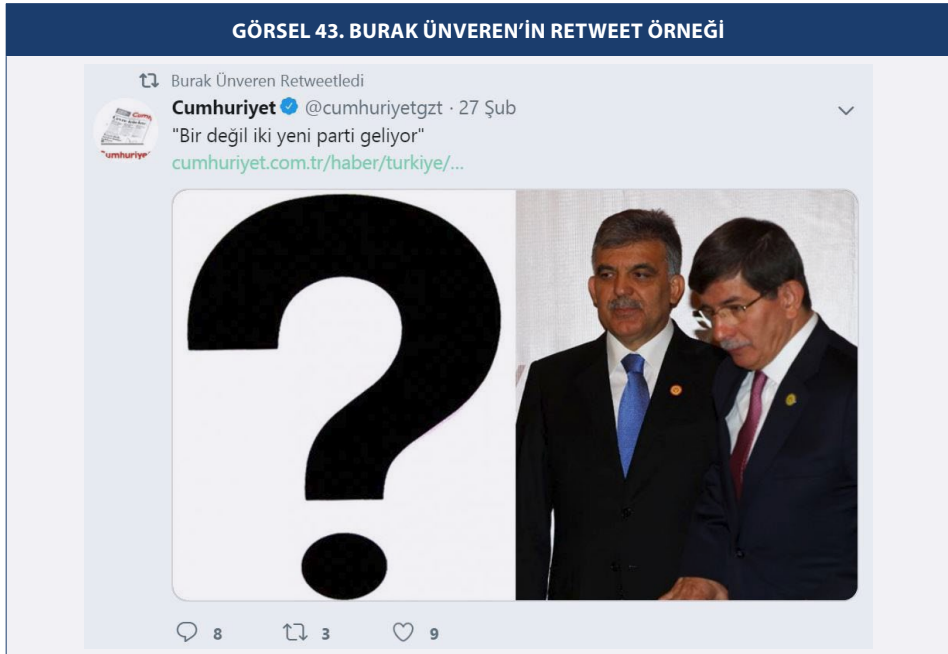 GÖRSEL 43. BURAK ÜNVEREN’İN RETWEET ÖRNEĞİ
Burak Ünveren Retweetledi
Cumhuriyet @cumhuriyetgzt · 27 Şub
"Bir değil iki yeni parti geliyor"
cumhuriyet.com.tr/haber/turkiye/...
8 3 9